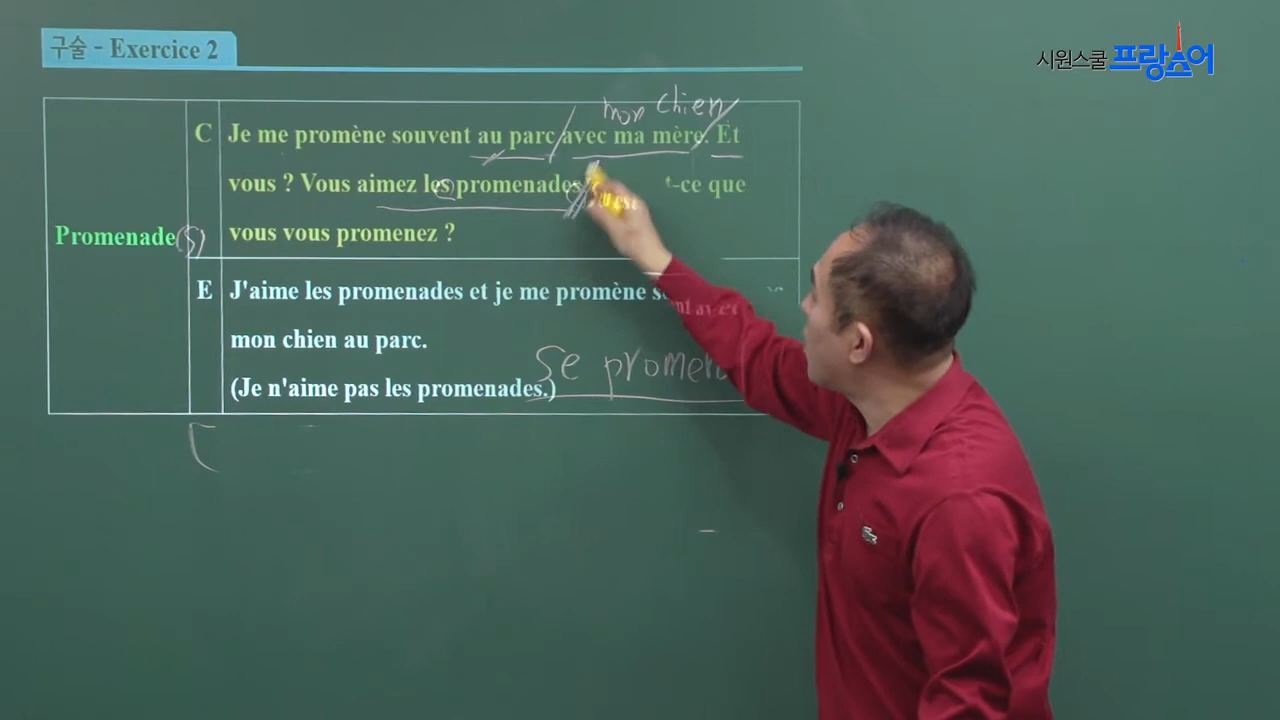 구술 - Exercice 2
시원스쿨 프랑스어
mon chien
C Je me promène souvent au parc avec ma mère. Et
vous ? Vous aimez les promenades -ce que
vous vous promenez ?
Promenade(s)
E J'aime les promenades et je me promène
mon chien au parc.
(Je n'aime pas les promenades.)
se promen